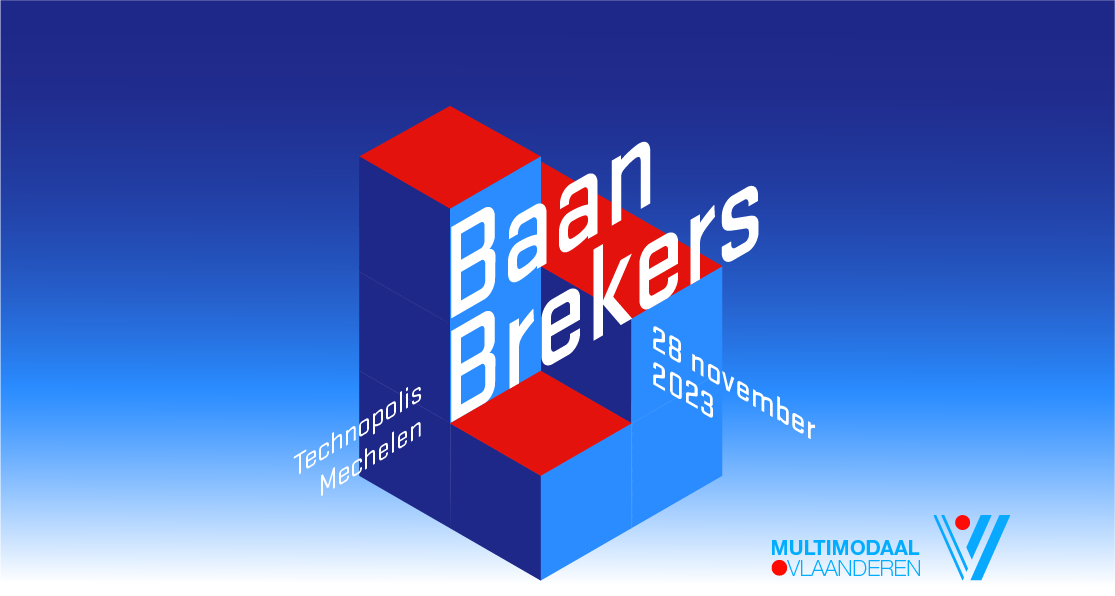 Baan
Brekers
28 november
2023
Technopolis
Mechelen
MULTIMODAAL
VLAANDEREN